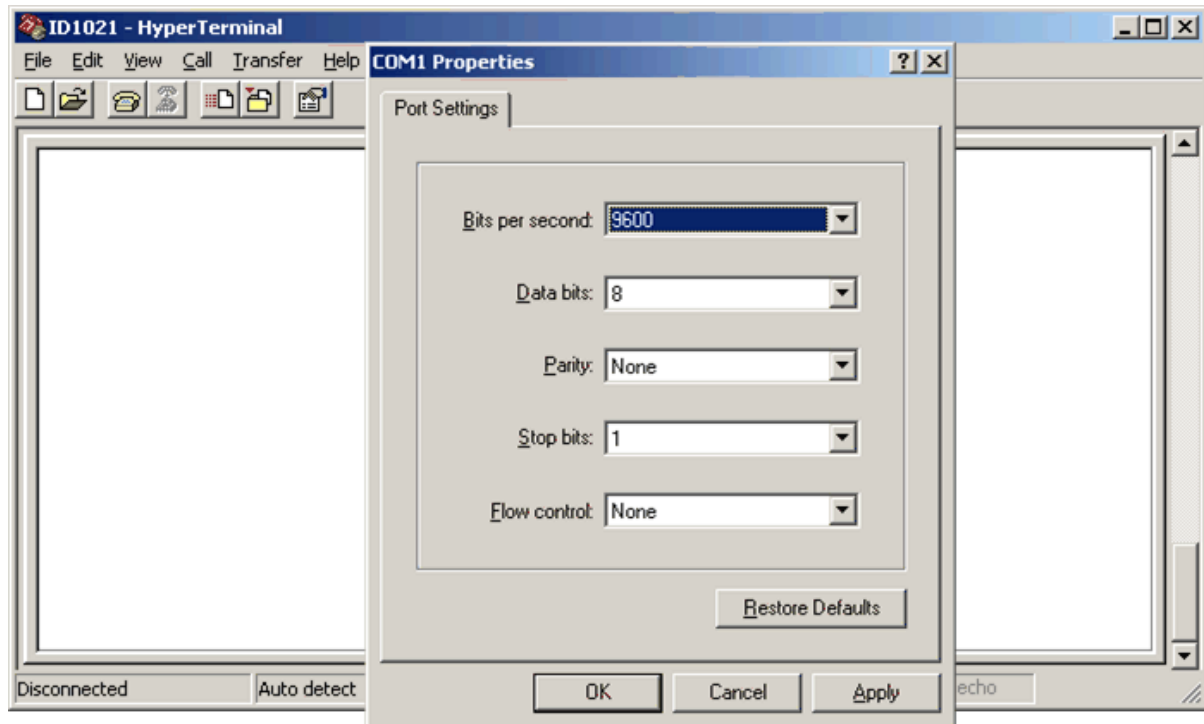 ID1021 - HyperTerminal
File Edit View Call Transfer Help
COM1 Properties
Port Settings
Bits per second: 9600
Data bits: 8
Parity: None
Stop bits: 1
Flow control: None
Restore Defaults
OK Cancel Apply
Disconnected Auto detect echo